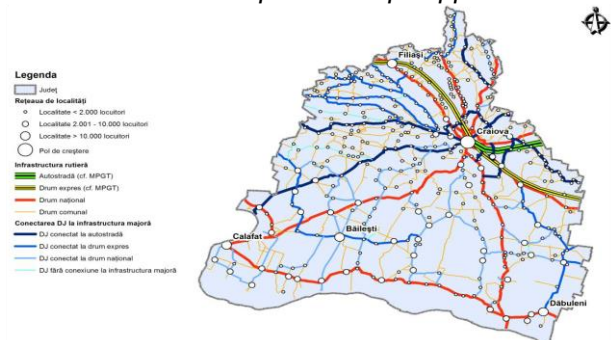 Filiași
Craiova
Calafat
Băilești
Dăbuleni
Legenda
Județ
Rețeaua de localități
Localitate < 2.000 locuitori
Localitate 2.001 - 10.000 locuitori
Localitate > 10.000 locuitori
Pol de creștere
Infrastructura rutieră
Autostradă (cf. MPGT)
Drum expres (cf. MPGT)
Drum național
Drum comunal
Conectarea DJ la infrastructura majoră
DJ conectat la autostradă
DJ conectat la drum expres
DJ conectat la drum național
DJ fără conexiune la infrastructura majoră